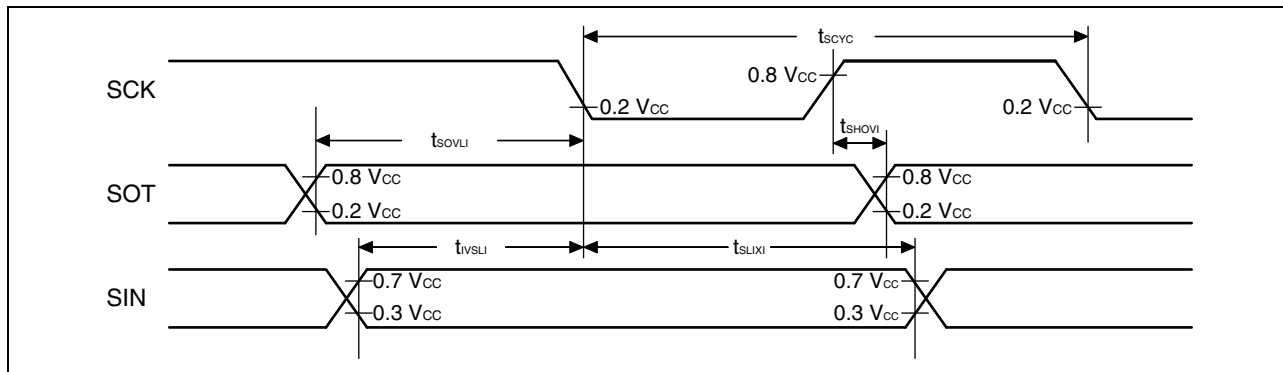 tSCYC
SCK
0.8 VCC
0.2 VCC
0.2 VCC
tSOVLI
tSHOVI
SOT
0.8 VCC
0.8 VCC
0.2 VCC
0.2 VCC
tIVSLI
tSLIXI
SIN
0.7 VCC
0.7 VCC
0.3 VCC
0.3 VCC